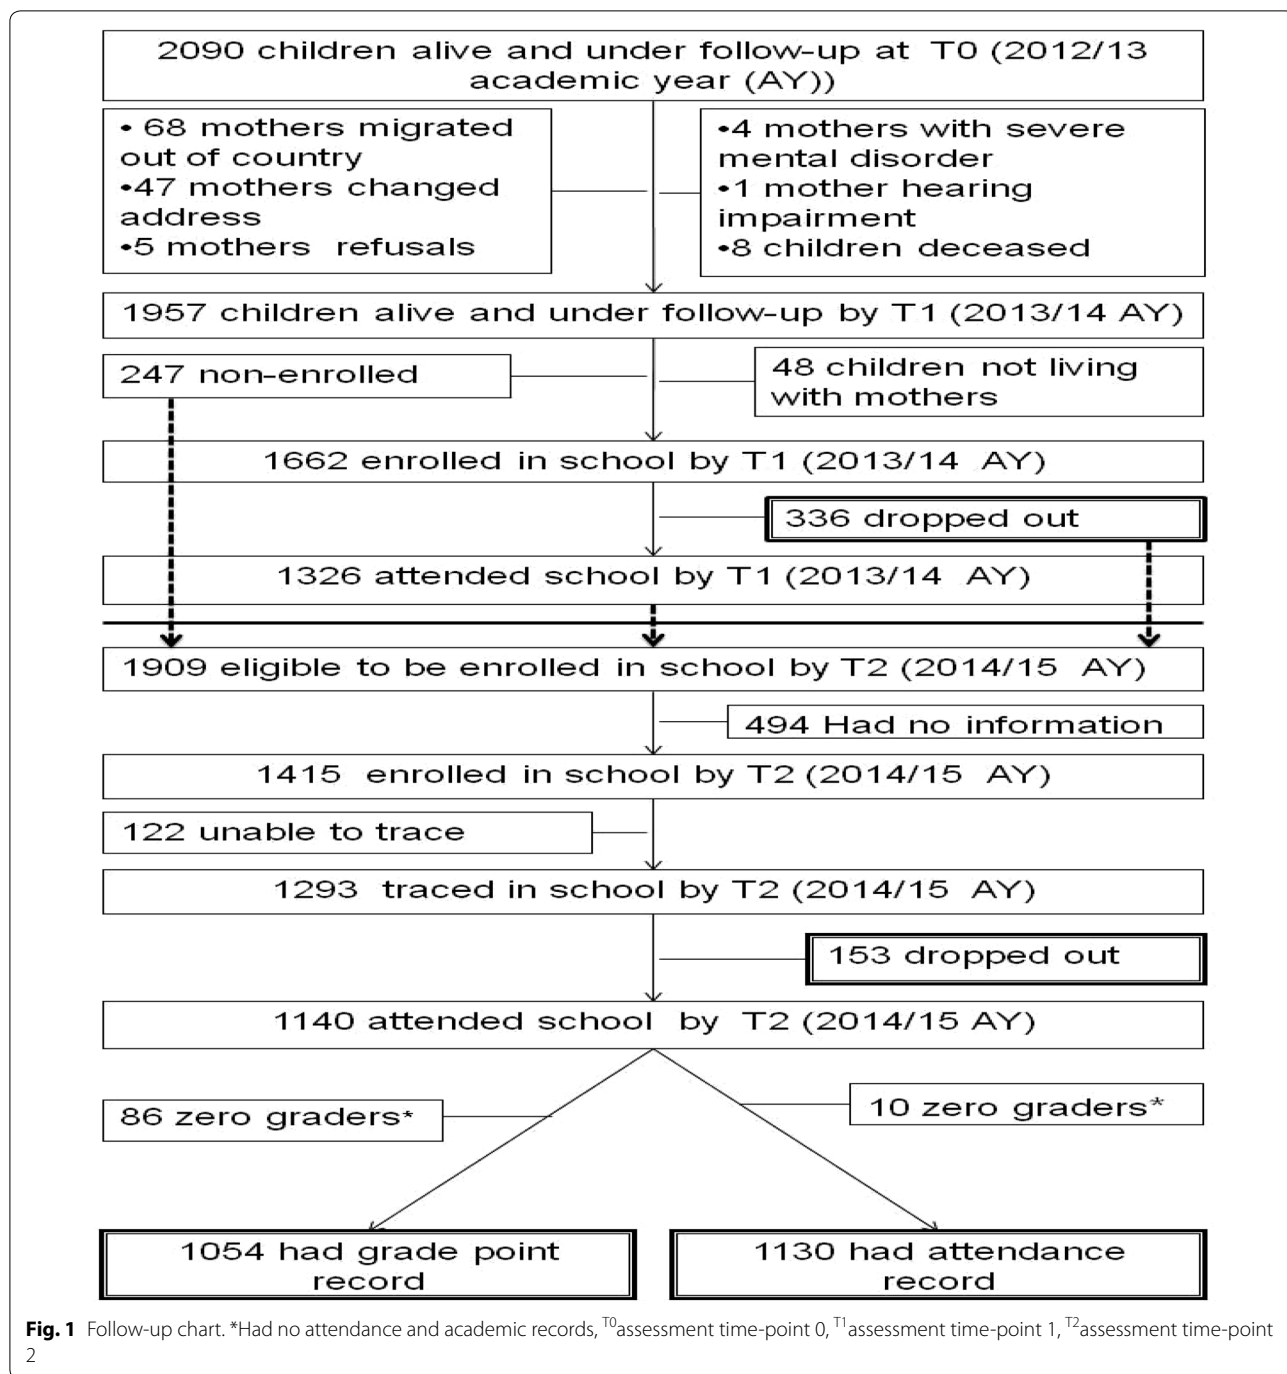 2090 children alive and under follow-up at T0 (2012/13
academic year (AY))
• 68 mothers migrated
out of country
•47 mothers changed
address
•5 mothers refusals
•4 mothers with severe
mental disorder
•1 mother hearing
impairment
•8 children deceased
1957 children alive and under follow-up by T1 (2013/14 AY)
247 non-enrolled
48 children not living
with mothers
1662 enrolled in school by T1 (2013/14 AY)
336 dropped out
1326 attended school by T1 (2013/14 AY)
1909 eligible to be enrolled in school by T2 (2014/15 AY)
494 Had no information
1415 enrolled in school by T2 (2014/15 AY)
122 unable to trace
1293 traced in school by T2 (2014/15 AY)
153 dropped out
1140 attended school by T2 (2014/15 AY)
86 zero graders*
10 zero graders*
1054 had grade point
record
1130 had attendance
record
Fig. 1 Follow-up chart. *Had no attendance and academic records, T0assessment time-point 0, T1assessment time-point 1, T2assessment time-point
2